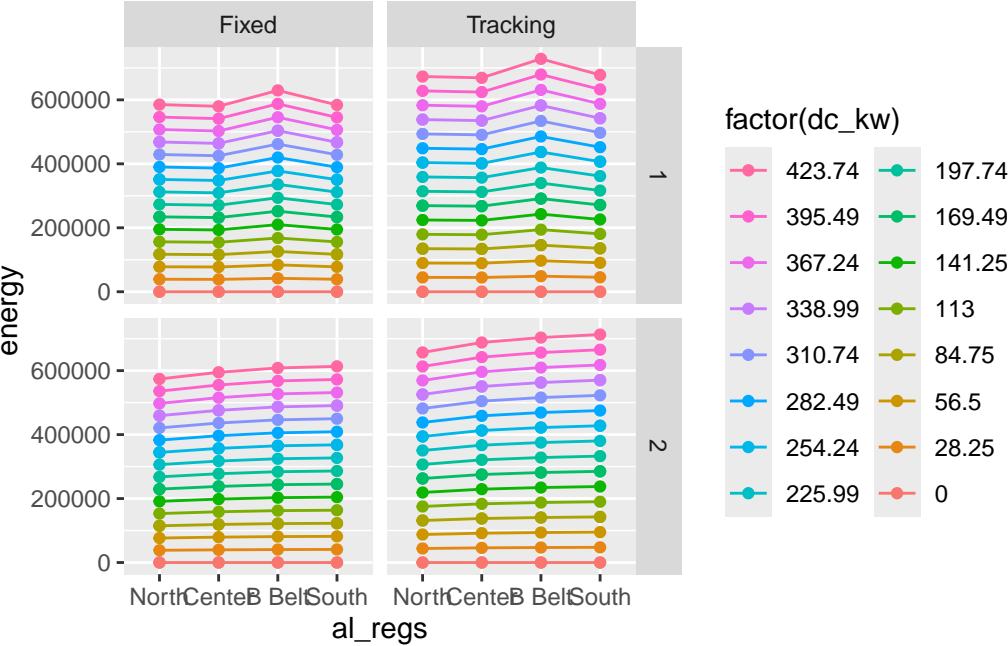 Fixed
Tracking
600000
400000
200000
0
1
600000
400000
200000
0
2
North Center B Belt South
North Center B Belt South
al_regs
energy
factor(dc_kw)
423.74 197.74
395.49 169.49
367.24 141.25
338.99 113
310.74 84.75
282.49 56.5
254.24 28.25
225.99 0